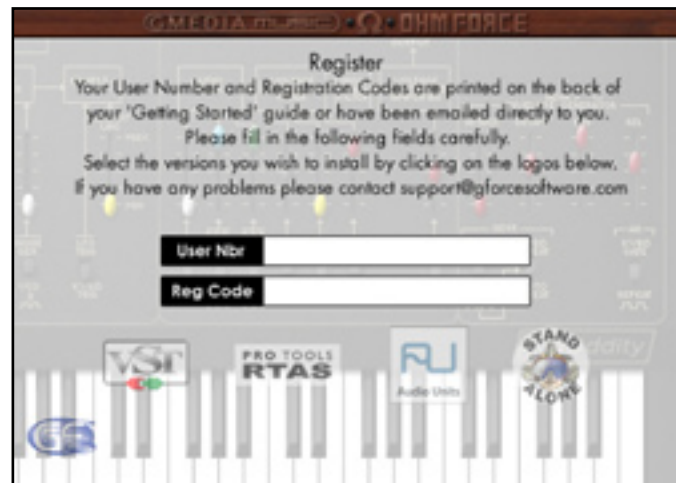 GMEDIA music OHM FORCE
Register
Your User Number and Registration Codes are printed on the back of
your 'Getting Started' guide or have been emailed directly to you.
Please fill in the following fields carefully.
Select the versions you wish to install by clicking on the logos below.
If you have any problems please contact support@gforcesoftware.com
User Nbr
Reg Code
VST
PRO TOOLS
RTAS
Audio Units
STAND
ALONE
oddity